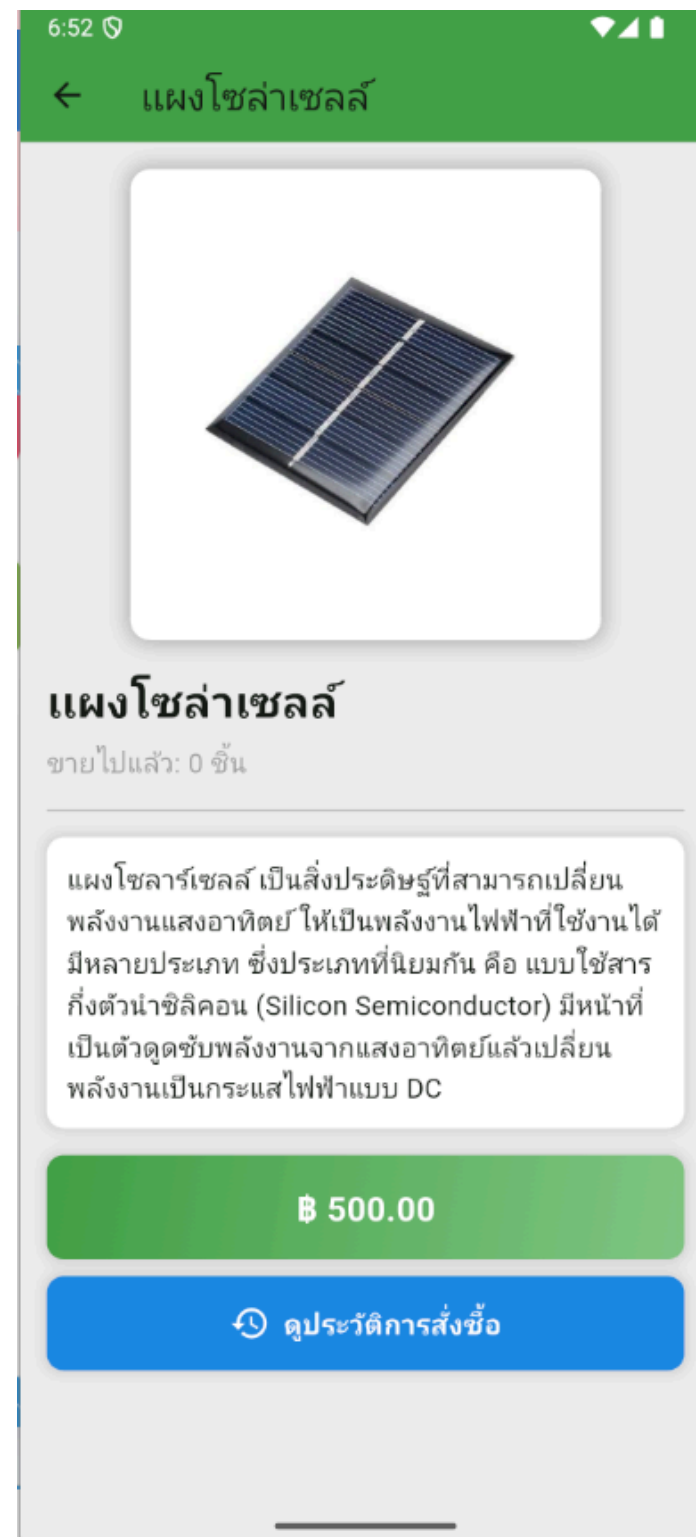 6:52
แผงโซล่าเซลล์
แผงโซล่าเซลล์
ขายไปแล้ว: 0 ชิ้น
แผงโซลาร์เซลล์ เป็นสิ่งประดิษฐ์ที่สามารถเปลี่ยน
พลังงานแสงอาทิตย์ ให้เป็นพลังงานไฟฟ้าที่ใช้งานได้
มีหลายประเภท ซึ่งประเภทที่นิยมกัน คือ แบบใช้สาร
กึ่งตัวนำซิลิคอน (Silicon Semiconductor) มีหน้าที่
เป็นตัวดูดซับพลังงานจากแสงอาทิตย์แล้วเปลี่ยน
พลังงานเป็นกระแสไฟฟ้าแบบ DC
฿ 500.00
ดูประวัติการสั่งซื้อ